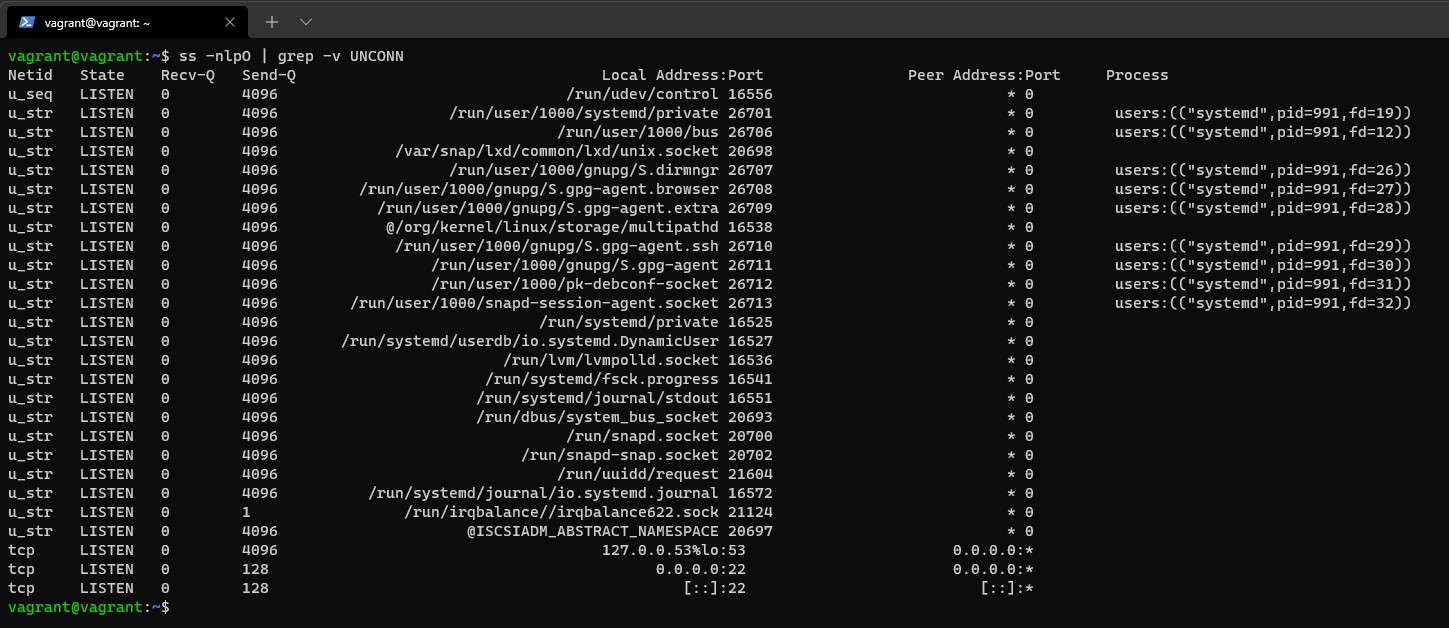 vagrant@vagrant: ~
vagrant@vagrant:~$ ss -nlpO | grep -v UNCONN
Netid State Recv-Q Send-Q Local Address:Port Peer Address:Port Process
u_seq LISTEN 0 4096 /run/udev/control 16556 * 0
u_str LISTEN 0 4096 /run/user/1000/systemd/private 26701 * 0 users:(("systemd",pid=991,fd=19))
u_str LISTEN 0 4096 /run/user/1000/bus 26706 * 0 users:(("systemd",pid=991,fd=12))
u_str LISTEN 0 4096 /var/snap/lxd/common/lxd/unix.socket 20698 * 0
u_str LISTEN 0 4096 /run/user/1000/gnupg/S.dirmngr 26707 * 0 users:(("systemd",pid=991,fd=26))
u_str LISTEN 0 4096 /run/user/1000/gnupg/S.gpg-agent.browser 26708 * 0 users:(("systemd",pid=991,fd=27))
u_str LISTEN 0 4096 /run/user/1000/gnupg/S.gpg-agent.extra 26709 * 0 users:(("systemd",pid=991,fd=28))
u_str LISTEN 0 4096 @/org/kernel/linux/storage/multipathd 16538 * 0
u_str LISTEN 0 4096 /run/user/1000/gnupg/S.gpg-agent.ssh 26710 * 0 users:(("systemd",pid=991,fd=29))
u_str LISTEN 0 4096 /run/user/1000/gnupg/S.gpg-agent 26711 * 0 users:(("systemd",pid=991,fd=30))
u_str LISTEN 0 4096 /run/user/1000/pk-debconf-socket 26712 * 0 users:(("systemd",pid=991,fd=31))
u_str LISTEN 0 4096 /run/user/1000/snapd-session-agent.socket 26713 * 0 users:(("systemd",pid=991,fd=32))
u_str LISTEN 0 4096 /run/systemd/private 16525 * 0
u_str LISTEN 0 4096 /run/systemd/userdb/io.systemd.DynamicUser 16527 * 0
u_str LISTEN 0 4096 /run/lvm/lvmpolld.socket 16536 * 0
u_str LISTEN 0 4096 /run/systemd/fsck.progress 16541 * 0
u_str LISTEN 0 4096 /run/systemd/journal/stdout 16551 * 0
u_str LISTEN 0 4096 /run/dbus/system_bus_socket 20693 * 0
u_str LISTEN 0 4096 /run/snapd.socket 20700 * 0
u_str LISTEN 0 4096 /run/snapd-snap.socket 20702 * 0
u_str LISTEN 0 4096 /run/uuidd/request 21604 * 0
u_str LISTEN 0 4096 /run/systemd/journal/io.systemd.journal 16572 * 0
u_str LISTEN 0 1 /run/irqbalance//irqbalance622.sock 21124 * 0
u_str LISTEN 0 4096 @ISCSIADM_ABSTRACT_NAMESPACE 20697 * 0
tcp LISTEN 0 4096 127.0.0.53%lo:53 0.0.0.0:*
tcp LISTEN 0 128 0.0.0.0:22 0.0.0.0:*
tcp LISTEN 0 128 [::]:22 [::]:*
vagrant@vagrant:~$